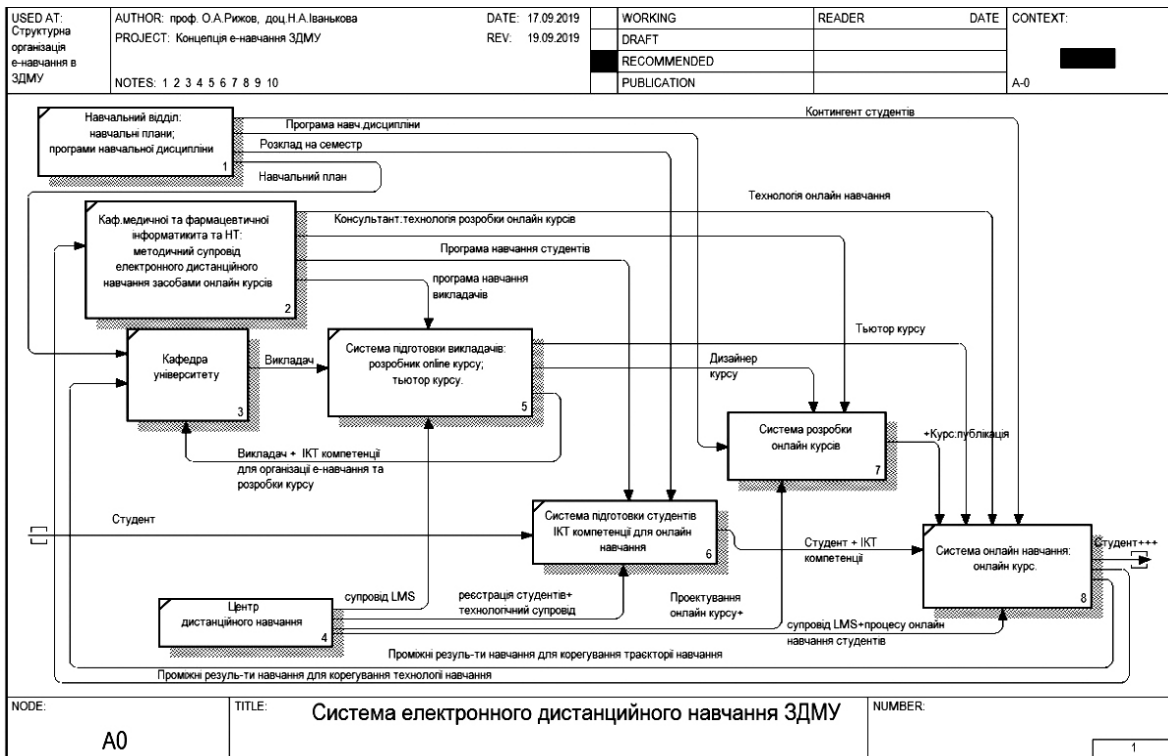 USED AT:
Структурна
організація
е-навчання в
ЗДМУ
AUTHOR: проф. О.А.Рижов, доц.Н.А.Іванькова
DATE: 17.09.2019
PROJECT: Концепція е-навчання ЗДМУ
REV: 19.09.2019
NOTES: 1 2 3 4 5 6 7 8 9 10
WORKING
DRAFT
RECOMMENDED
PUBLICATION
READER
DATE
CONTEXT:
A-0
Навчальний відділ:
навчальні плани;
програми навчальної дисципліни
1
Програма навч.дисципліни
Розклад на семестр
Навчальний план
Контингент студентів
Технологія онлайн навчання
Каф.медичної та фармацевтичної
інформатикита та НТ:
методичний супровід
електронного дистанційного
навчання засобами онлайн курсів
2
Консультант:технологія розробки онлайн курсів
Програма навчання студентів
програма навчання
викладачів
Кафедра
університету
3
Викладач
Система підготовки викладачів:
розробник online курсу;
тьютор курсу.
5
Тьютор курсу
Дизайнер
курсу
Система розробки
онлайн курсів
7
+Курс:публікація
Викладач + ІКТ компетенції
для організації е-навчання та
розробки курсу
Студент
Система підготовки студентів
ІКТ компетенції для онлайн
навчання
6
Студент + ІКТ
компетенції
Система онлайн навчання:
онлайн курс.
8
Студент+++
Центр
дистанційного навчання
4
супровід LMS
реєстрація студентів+
технологічний супровід
Проектування
онлайн курсу+
супровід LMS+процесу онлайн
навчання студентів
Проміжні резуль-ти навчання для корегування траєкторії навчання
Проміжні резуль-ти навчання для корегування технології навчання
NODE:
A0
TITLE:
Система електронного дистанцийного навчання ЗДМУ
NUMBER:
1